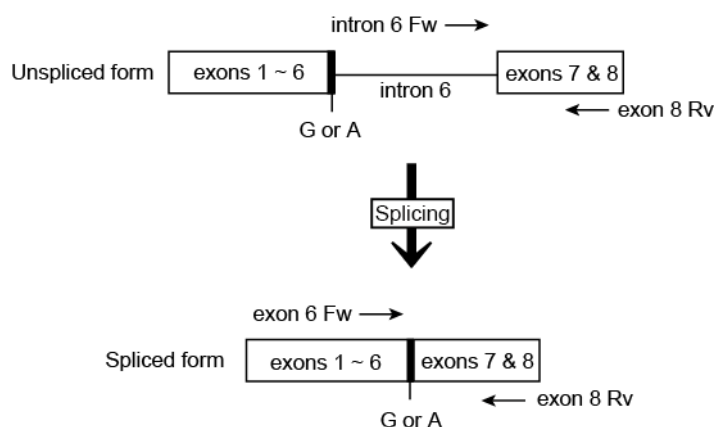 intron 6 Fw
Unspliced form
exons 1 ~ 6
exons 7 & 8
intron 6
exon 8 Rv
G or A
Splicing
exon 6 Fw
Spliced form
exons 1 ~ 6
exons 7 & 8
exon 8 Rv
G or A